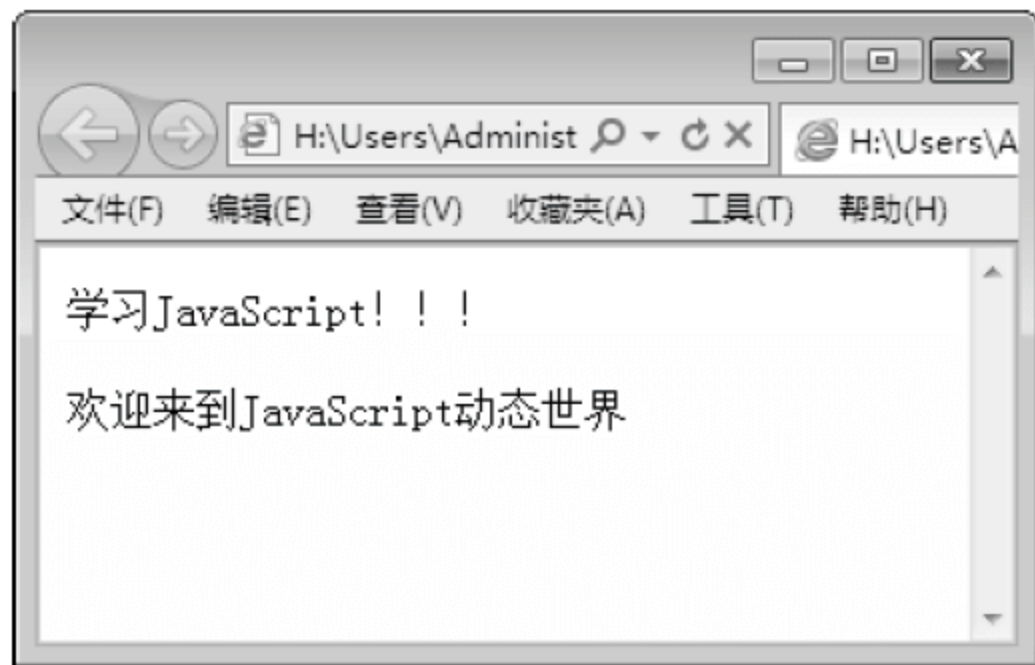 H:\Users\Administ
H:\Users\A
文件(F) 编辑(E) 查看(V) 收藏夹(A) 工具(T) 帮助(H)
学习JavaScript！！！
欢迎来到JavaScript动态世界